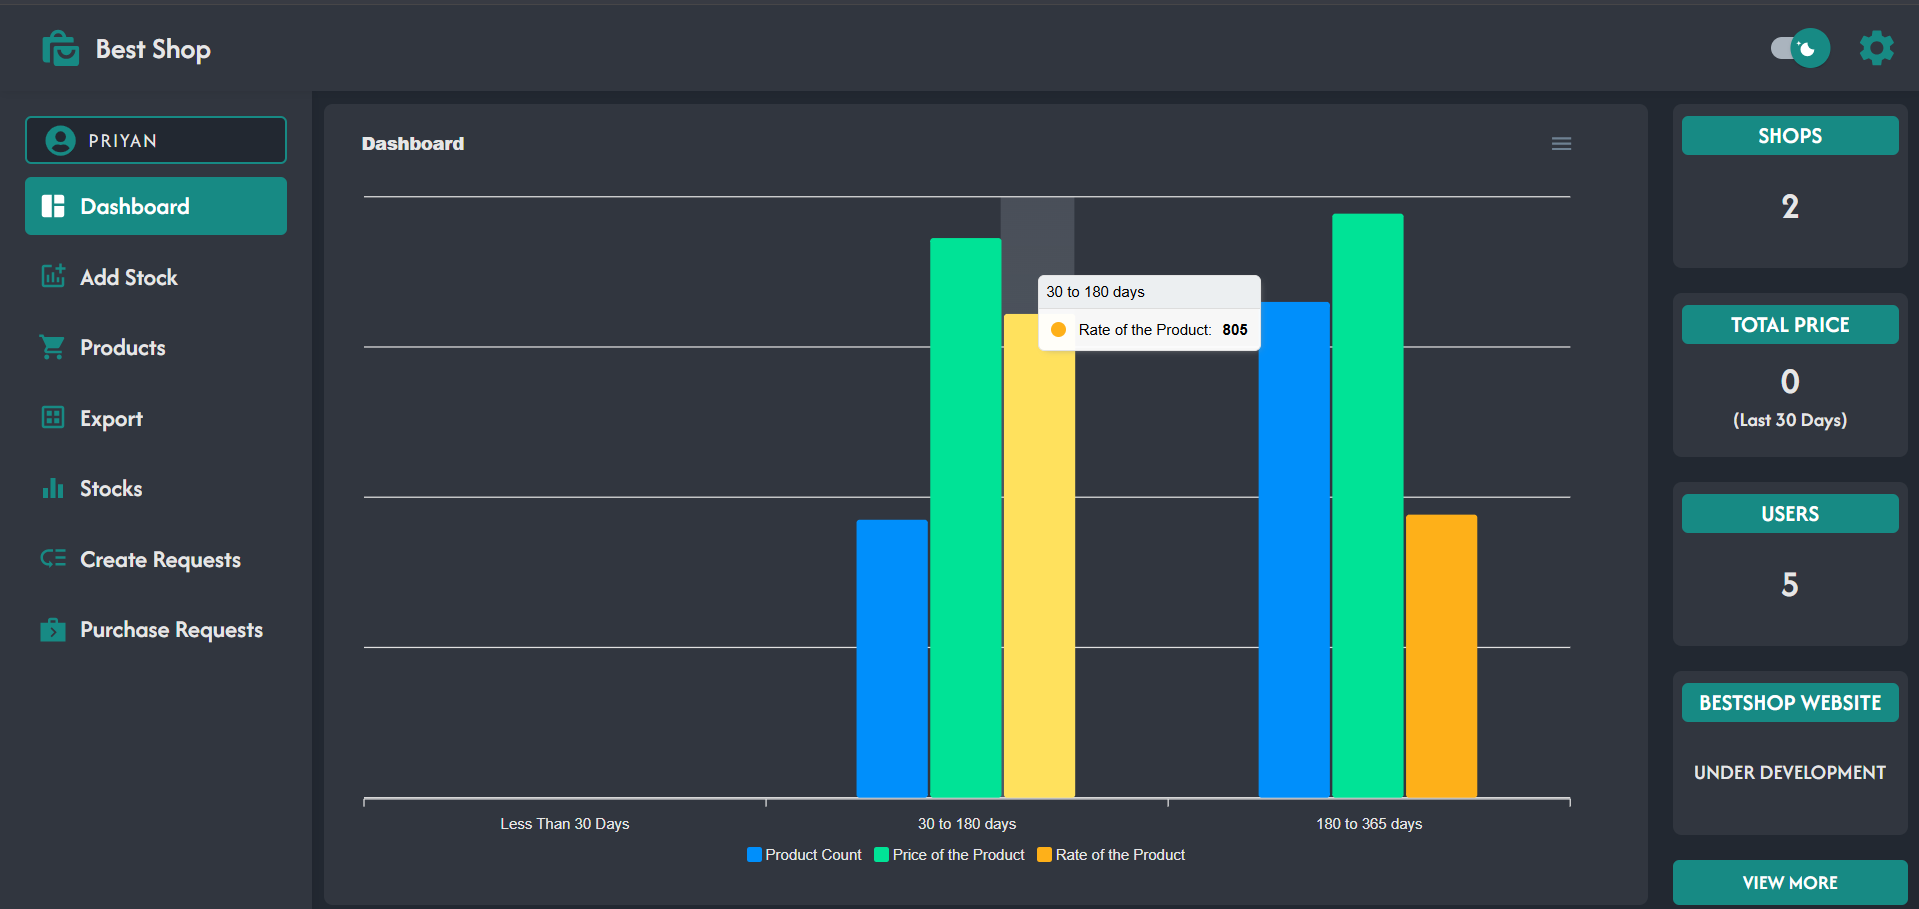 Best Shop
PRIYAN
Dashboard
Add Stock
Products
Export
Stocks
Create Requests
Purchase Requests
Dashboard
30 to 180 days
Rate of the Product: 805
Less Than 30 Days
30 to 180 days
180 to 365 days
Product Count
Price of the Product
Rate of the Product
SHOPS
2
TOTAL PRICE
0
(Last 30 Days)
USERS
5
BESTSHOP WEBSITE
UNDER DEVELOPMENT
VIEW MORE